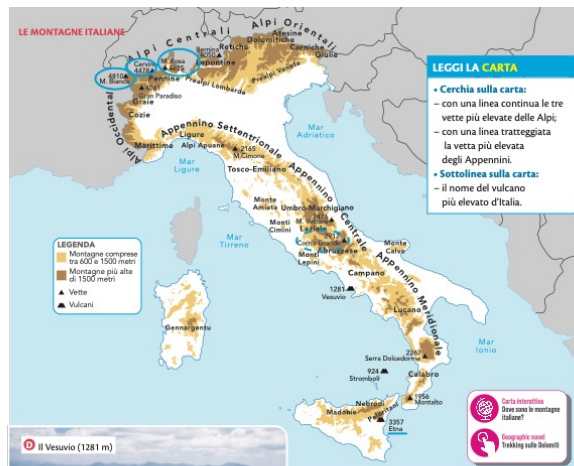 LE MONTAGNE ITALIANE
Alpi Centrali
Alpi Orientali
Alpi Occidentali
Atesine
Dolomitiche
Carniche
Giulie
Retiche
Bernina
4050
Lepontine
M. Rosa
4635
Cervino
4478
Pennine
4810
M. Bianco
4061
Gran Paradiso
Graie
Cozie
Marittime
Prealpi Lombarde
Prealpi Venete
Appennino Settentrionale
Ligure
Alpi Apuane
2165
M.Cimone
Tosco-Emiliano
Mar
Ligure
Mar
Adriatico
Appennino Centrale
Umbro-Marchigiano
Monte
Amiata
Monti
Cimini
2476
Laziale
2912
Corno Grande
Abruzzese
Monti
Lepini
Mar
Tirreno
Monte
Calvo
Appennino Meridionale
Campano
1281
Vesuvio
Lucano
2267
Serra Dolcedorme
Calabro
Mar
Ionio
924
Stromboli
1956
Montalto
Nebrodi
Peloritani
Madonie
3357
Etna
Gennargentu
LEGENDA
Montagne comprese
tra 600 e 1500 metri
Montagne più alte
di 1500 metri
Vette
Vulcani
LEGGI LA CARTA
• Cerchia sulla carta:
– con una linea continua le tre
vette più elevate delle Alpi;
– con una linea tratteggiata
la vetta più elevata
degli Appennini.
• Sottolinea sulla carta:
il nome del vulcano
più elevato d'Italia.
Carta interattiva
Dove sono le montagne
italiane?
Geographic novel
Trekking sulle Dolomiti
D Il Vesuvio (1281 m)